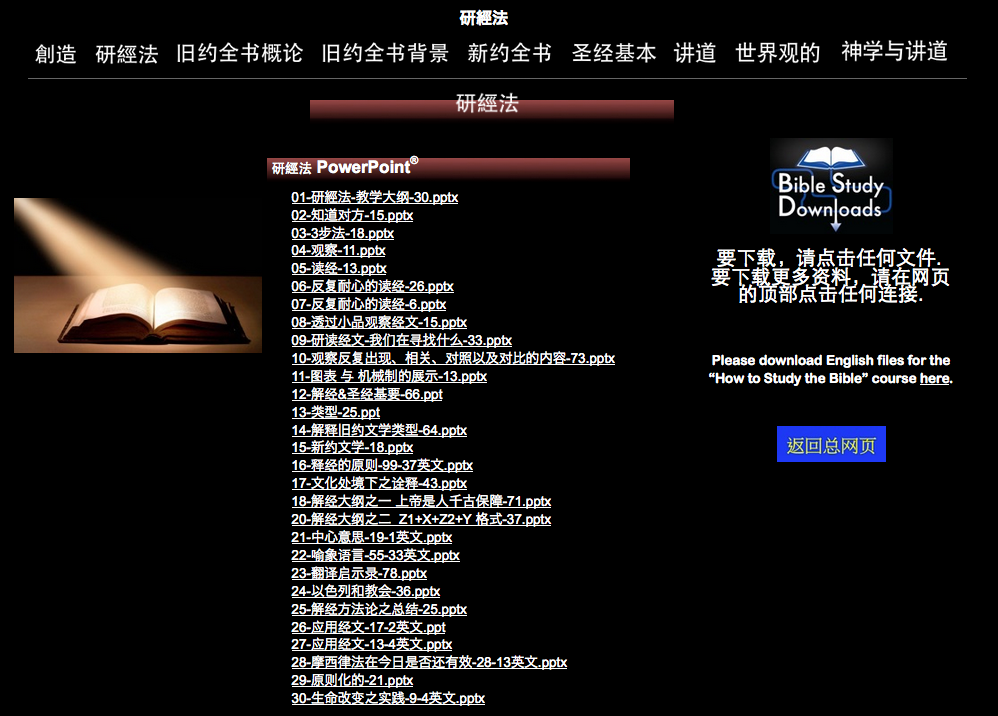 研經法
創造 研經法 旧约全书概论 旧约全书背景 新约全书 圣经基本 讲道 世界观的 神学与讲道
研經法
研經法 PowerPoint®
01-研經法-教学大纲-30.pptx
02-知道对方-15.pptx
03-3步法-18.pptx
04-观察-11.pptx
05-读经-13.pptx
06-反复耐心的读经-26.pptx
07-反复耐心的读经-6.pptx
08-透过小品观察经文-15.pptx
09-研读经文-我们在寻找什么-33.pptx
10-观察反复出现、相关、对照以及对比的内容-73.pptx
11-图表 与 机械制的展示-13.pptx
12-解经&圣经基要-66.ppt
13-类型-25.ppt
14-解释旧约文学类型-64.pptx
15-新约文学-18.pptx
16-释经的原则-99-37英文.pptx
17-文化处境下之诠释-43.pptx
18-解经大纲之一 上帝是人千古保障-71.pptx
20-解经大纲之二 Z1+X+Z2+Y 格式-37.pptx
21-中心意思-19-1英文.pptx
22-喻象语言-55-33英文.pptx
23-翻译启示录-78.pptx
24-以色列和教会-36.pptx
25-解经方法论之总结-25.pptx
26-应用经文-17-2英文.ppt
27-应用经文-13-4英文.pptx
28-摩西律法在今日是否还有效-28-13英文.pptx
29-原则化的-21.pptx
30-生命改变之实践-9-4英文.pptx
Bible Study
Downloads
要下载，请点击任何文件.
要下载更多资料，请在网页
的顶部点击任何连接.
Please download English files for the
“How to Study the Bible” course here.
返回总网页